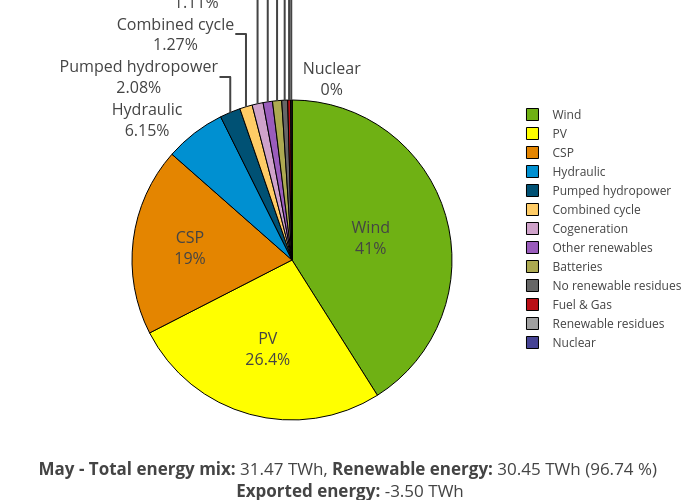 1.11%
Combined cycle
1.27%
Pumped hydropower
2.08%
Hydraulic
6.15%
Nuclear
0%
Wind
41%
CSP
19%
PV
26.4%
Wind
PV
CSP
Hydraulic
Pumped hydropower
Combined cycle
Cogeneration
Other renewables
Batteries
No renewable residues
Fuel & Gas
Renewable residues
Nuclear
May - Total energy mix: 31.47 TWh, Renewable energy: 30.45 TWh (96.74 %)
Exported energy: -3.50 TWh